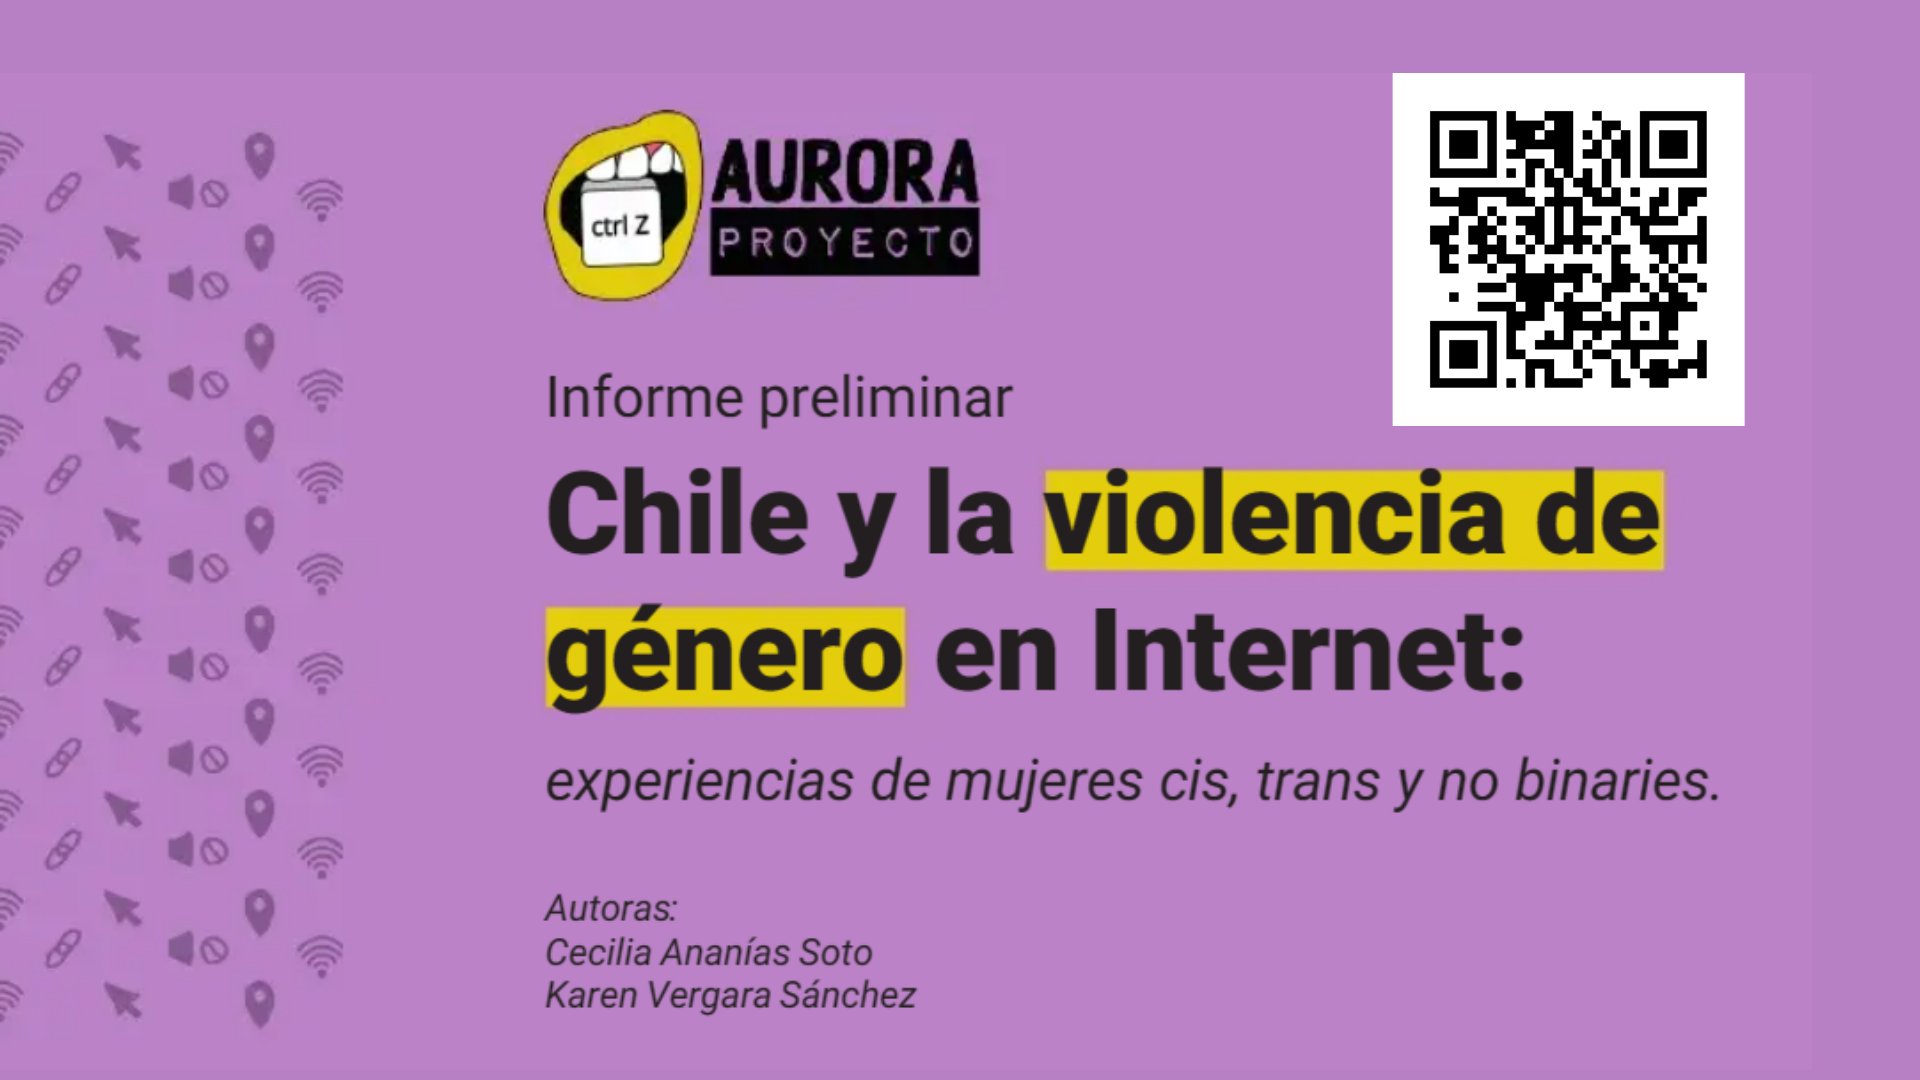 ctrl Z
AURORA
PROYECTO
Informe preliminar
Chile y la violencia de
género en Internet:
experiencias de mujeres cis, trans y no binaries.
Autoras:
Cecilia Ananías Soto
Karen Vergara Sánchez